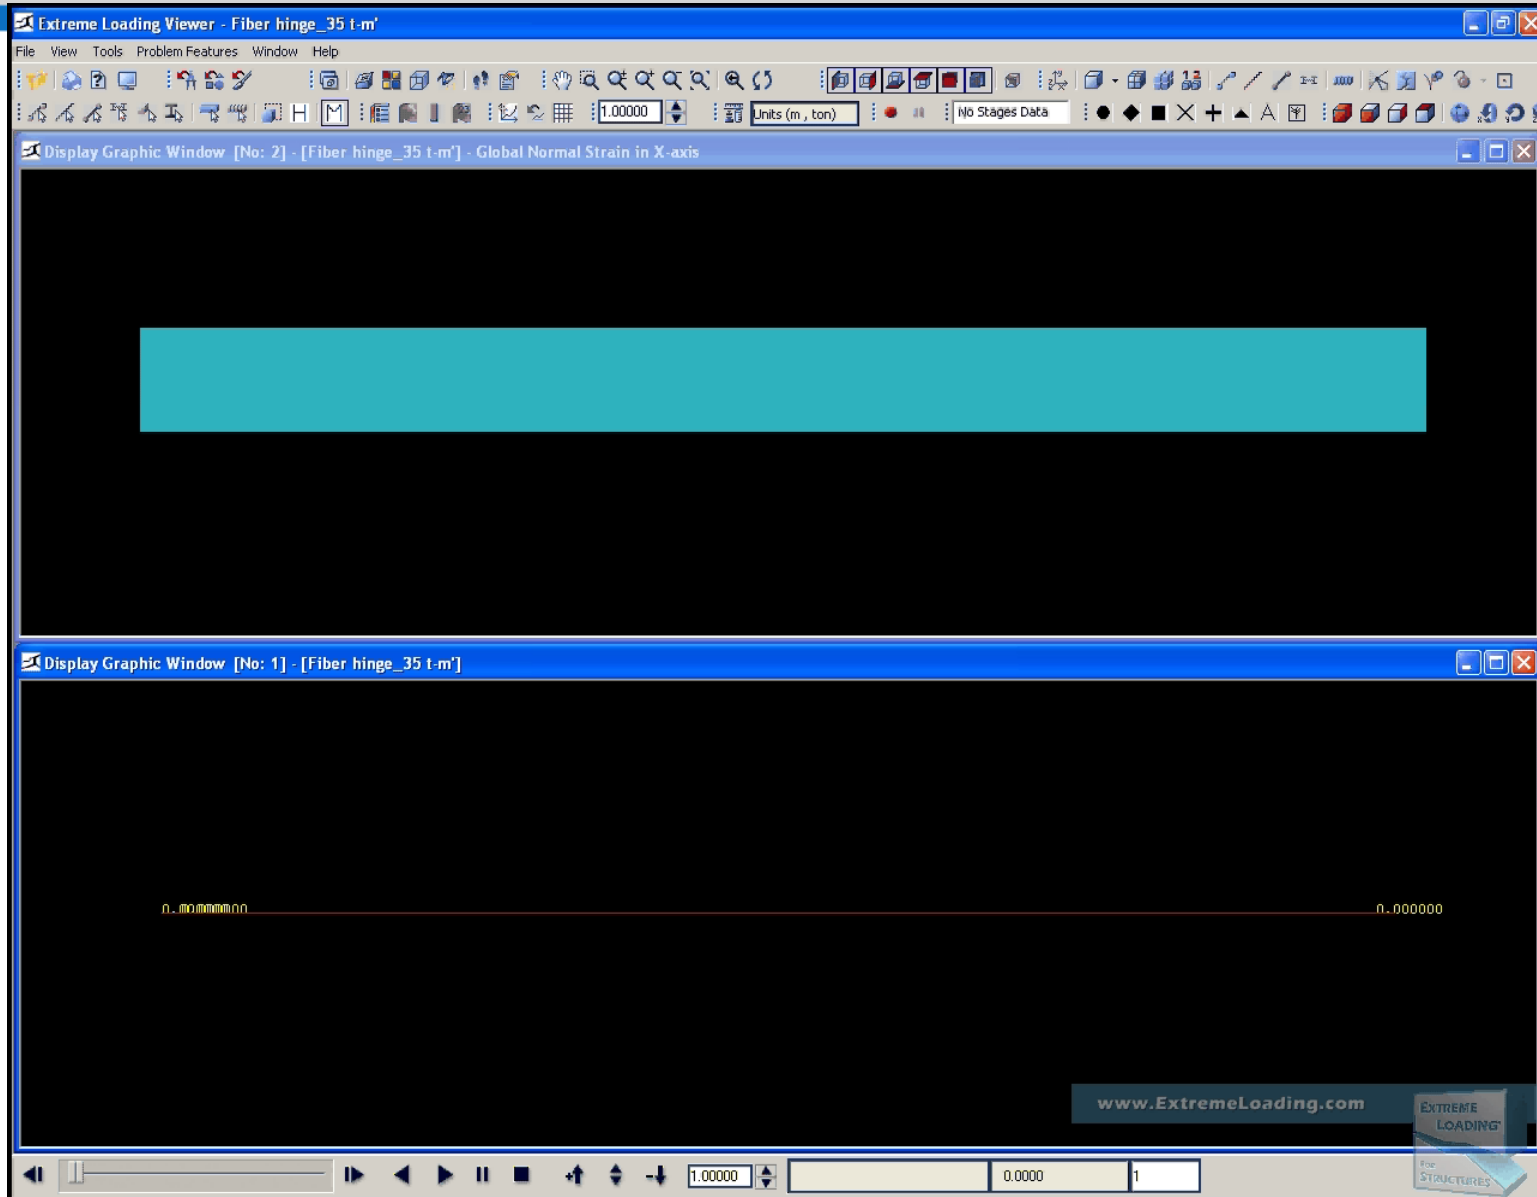 Extreme Loading Viewer - Fiber hinge_35 t-m'
File View Tools Problem Features Window Help
1.00000 Units (m , ton) No Stages Data
Display Graphic Window [No: 2] - [Fiber hinge_35 t-m'] - Global Normal Strain in X-axis
Display Graphic Window [No: 1] - [Fiber hinge_35 t-m']
0.000000
www.ExtremeLoading.com
EXTREME
LOADING
For
STRUCTURES
1.00000 0.0000 1